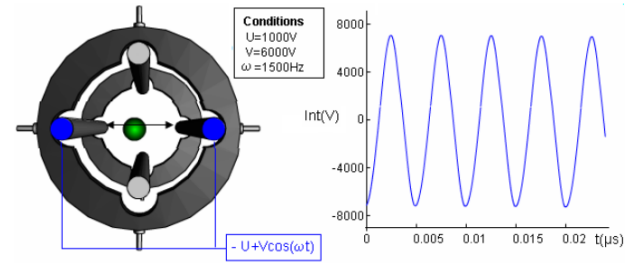 Conditions
U=1000V
V=6000V
ω=1500Hz
- U+Vcos(ωt)
Int(V)
8000
4000
0
-4000
-8000
0
0.005
0.01
0.015
0.02
t(µs)